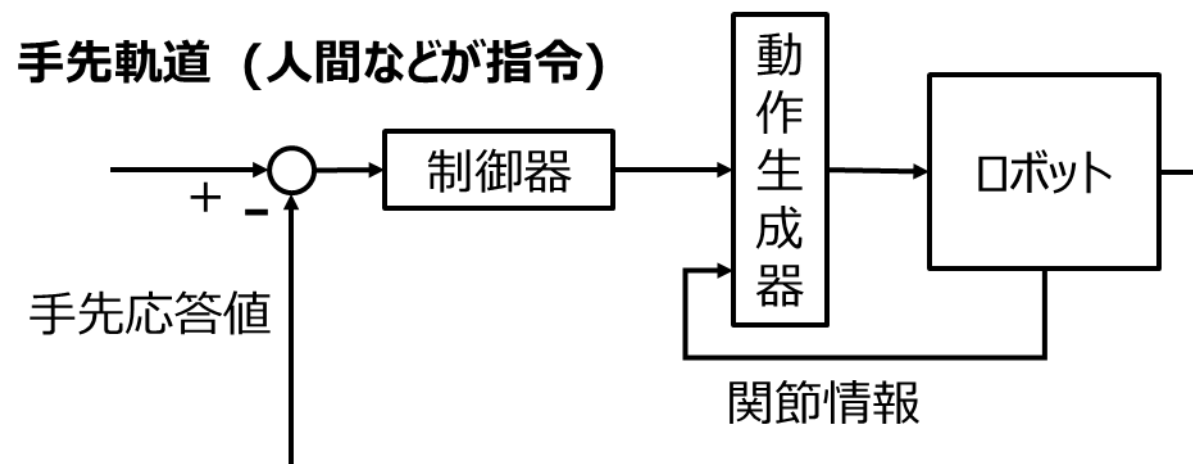 手先軌道 (人間などが指令)
動作生成器
制御器
ロボット
+
-
手先応答値
関節情報